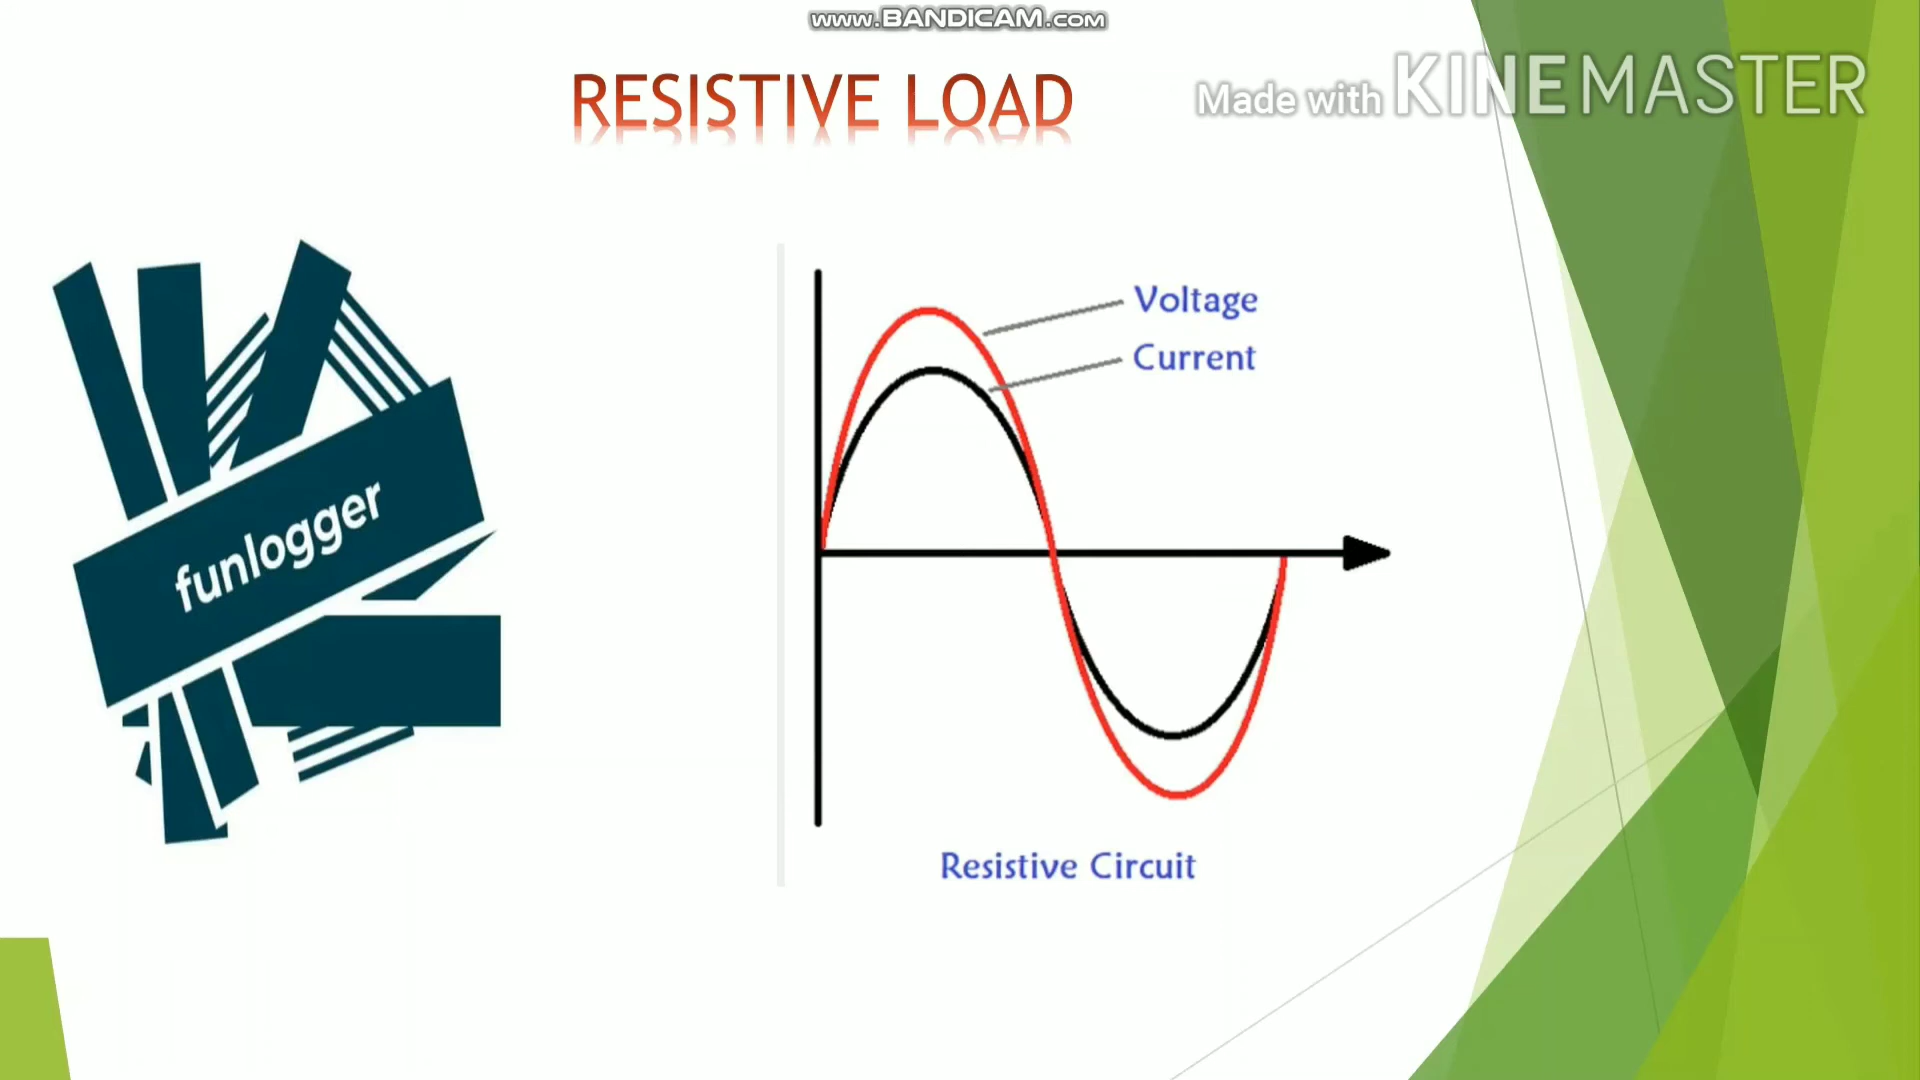 www.BANDICAM.com
RESISTIVE LOAD
Made with KINEMASTER
funlogger
Voltage
Current
Resistive Circuit